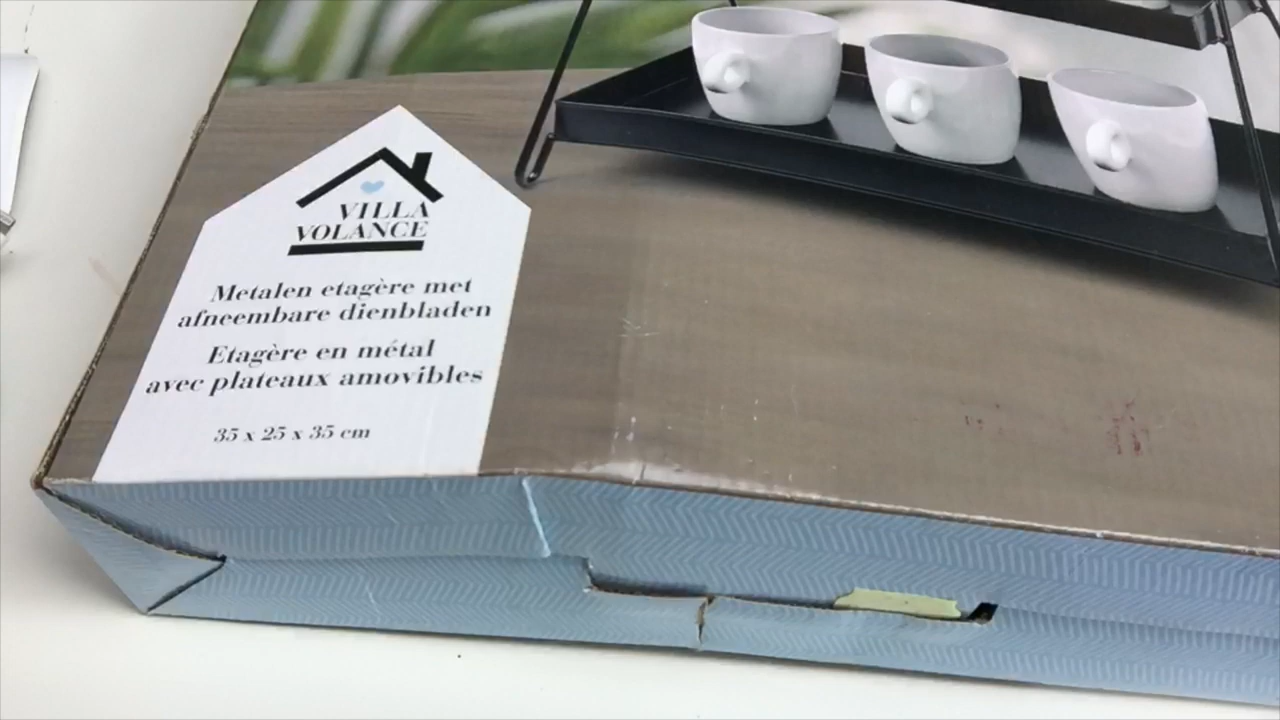 VILLA
VOLANCE
Metalen etagère met
afneembare dienbladen
Etagère en métal
avec plateaux amovibles
35 x 25 x 35 cm